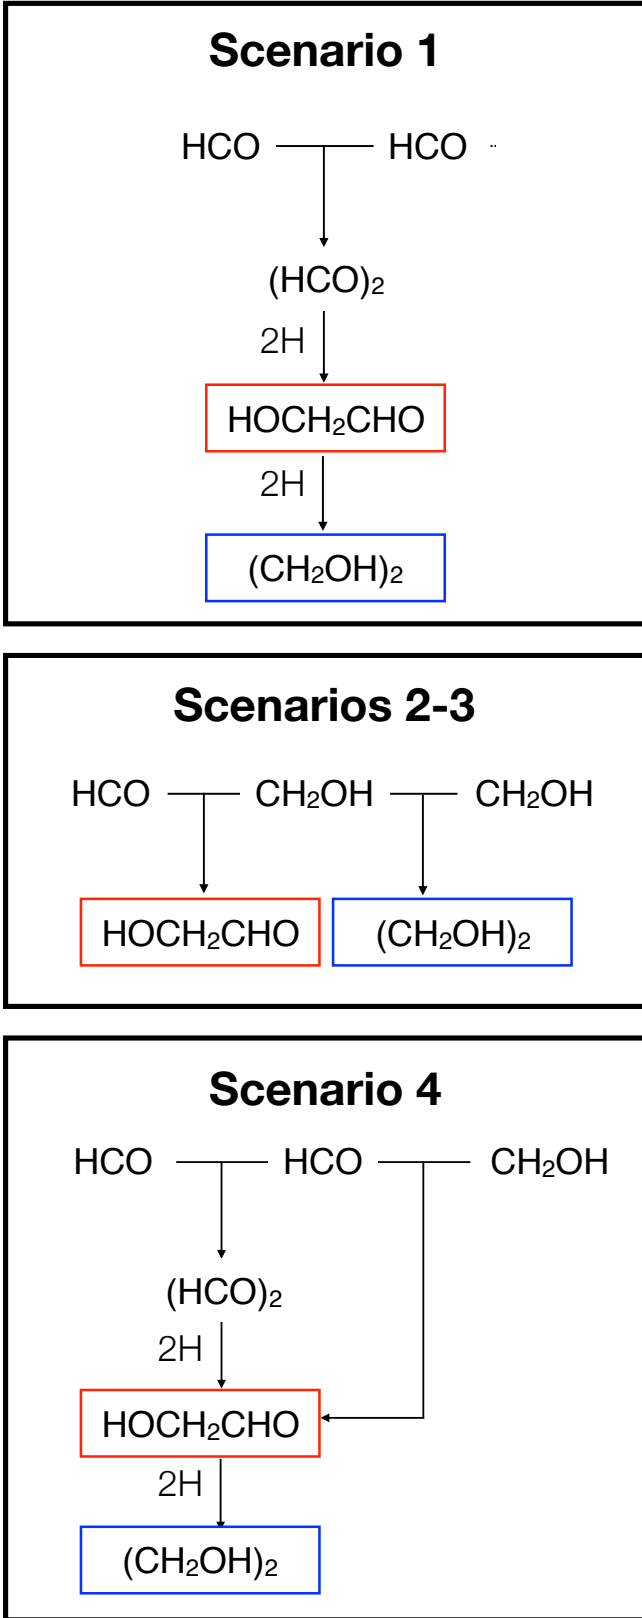 Scenario 1
HCO HCO ..
(HCO)₂
2H
HOCH₂CHO
2H
(CH₂OH)₂
Scenarios 2-3
HCO CH₂OH CH₂OH
HOCH₂CHO (CH₂OH)₂
Scenario 4
HCO HCO CH₂OH
(HCO)₂
2H
HOCH₂CHO
2H
(CH₂OH)₂